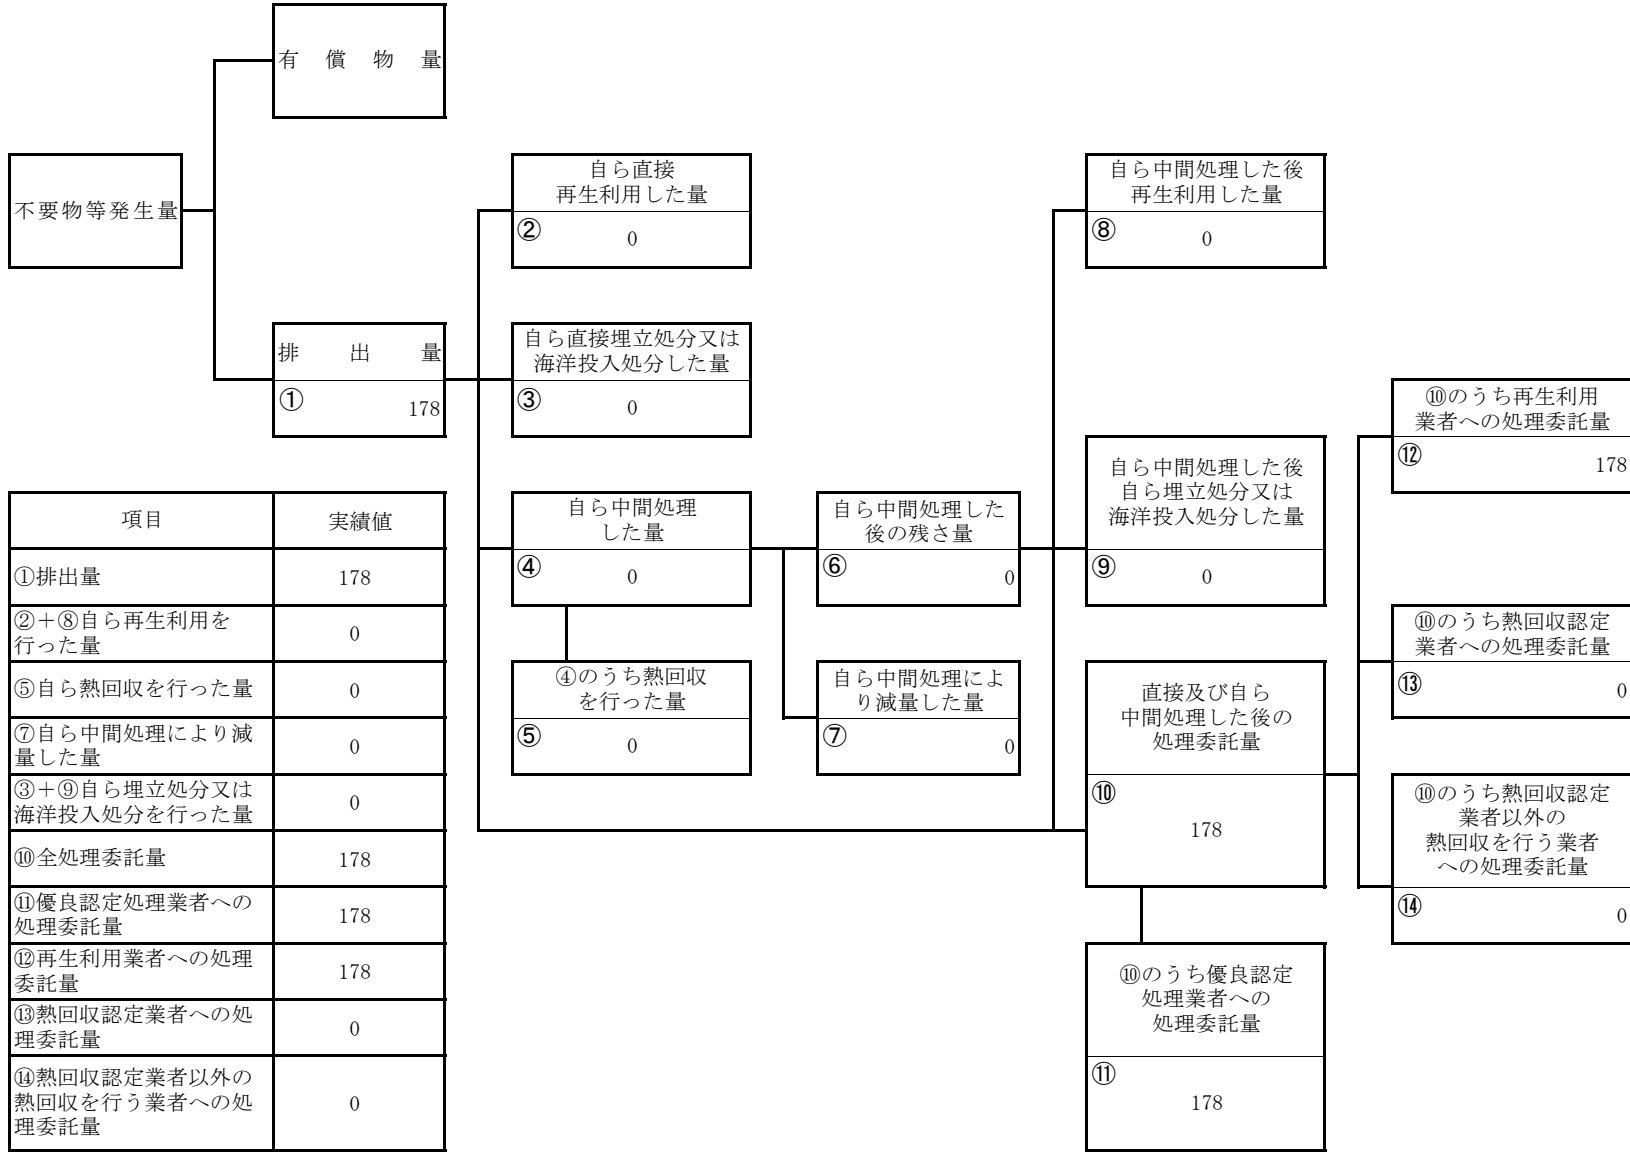 有償物量
不要物等発生量
排出量
①
178
自ら直接
再生利用した量
②
0
自ら直接埋立処分又は
海洋投入処分した量
③
0
自ら中間処理
した量
④
0
④のうち熱回収
を行った量
⑤
0
自ら中間処理した
後の残さ量
⑥
0
自ら中間処理によ
り減量した量
⑦
0
自ら中間処理した後
再生利用した量
⑧
0
自ら中間処理した後
自ら埋立処分又は
海洋投入処分した量
⑨
0
直接及び自ら
中間処理した後の
処理委託量
⑩
178
⑩のうち優良認定
処理業者への
処理委託量
⑪
178
⑩のうち再生利用
業者への処理委託量
⑫
178
⑩のうち熱回収認定
業者への処理委託量
⑬
0
⑩のうち熱回収認定
業者以外の
熱回収を行う業者
への処理委託量
⑭
0
項目 実績値
①排出量 178
②+⑧自ら再生利用を
行った量 0
⑤自ら熱回収を行った量 0
⑦自ら中間処理により減
量した量 0
③+⑨自ら埋立処分又は
海洋投入処分を行った量 0
⑩全処理委託量 178
⑪優良認定処理業者への
処理委託量 178
⑫再生利用業者への処理
委託量 178
⑬熱回収認定業者への処
理委託量 0
⑭熱回収認定業者以外の
熱回収を行う業者への処
理委託量 0